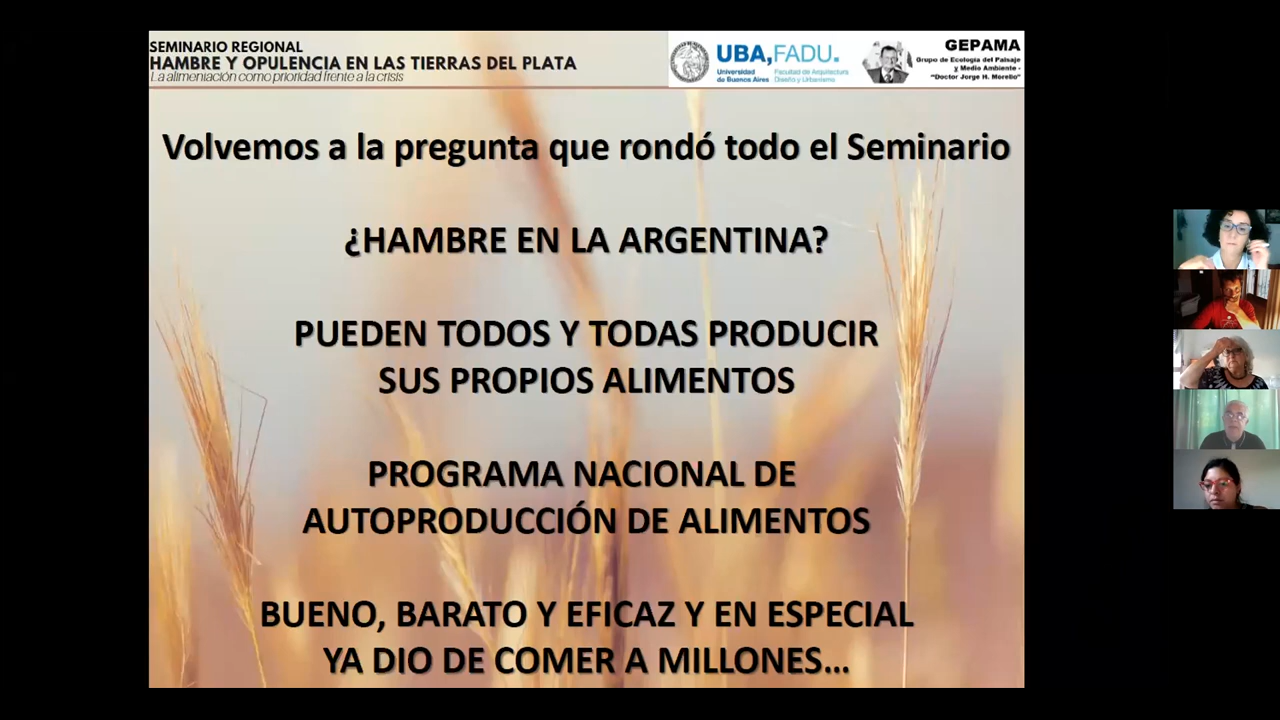 SEMINARIO REGIONAL
HAMBRE Y OPULENCIA EN LAS TIERRAS DEL PLATA
La alimentación como prioridad frente a la crisis
UBA, FADU.
Universidad de Buenos Aires
Facultad de Arquitectura Diseño y Urbanismo
GEPAMA
Grupo de Ecología del Paisaje
y Medio Ambiente -
"Doctor Jorge H. Morello"
Volvemos a la pregunta que rondó todo el Seminario
¿HAMBRE EN LA ARGENTINA?
PUEDEN TODOS Y TODAS PRODUCIR
SUS PROPIOS ALIMENTOS
PROGRAMA NACIONAL DE
AUTOPRODUCCIÓN DE ALIMENTOS
BUENO, BARATO Y EFICAZ Y EN ESPECIAL
YA DIO DE COMER A MILLONES...